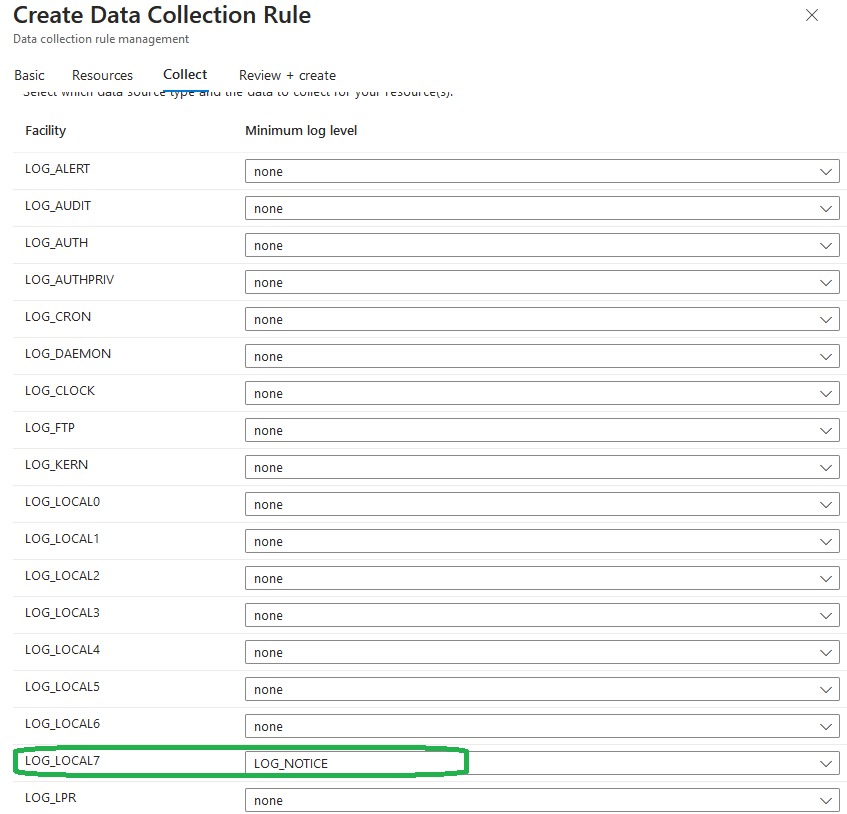 Create Data Collection Rule
Data collection rule management
Basic Resources Collect Review + create
Select which data source type and the data to collect for your resource(s).
Facility Minimum log level
LOG_ALERT none
LOG_AUDIT none
LOG_AUTH none
LOG_AUTHPRIV none
LOG_CRON none
LOG_DAEMON none
LOG_CLOCK none
LOG_FTP none
LOG_KERN none
LOG_LOCAL0 none
LOG_LOCAL1 none
LOG_LOCAL2 none
LOG_LOCAL3 none
LOG_LOCAL4 none
LOG_LOCAL5 none
LOG_LOCAL6 none
LOG_LOCAL7 LOG_NOTICE
LOG_LPR none